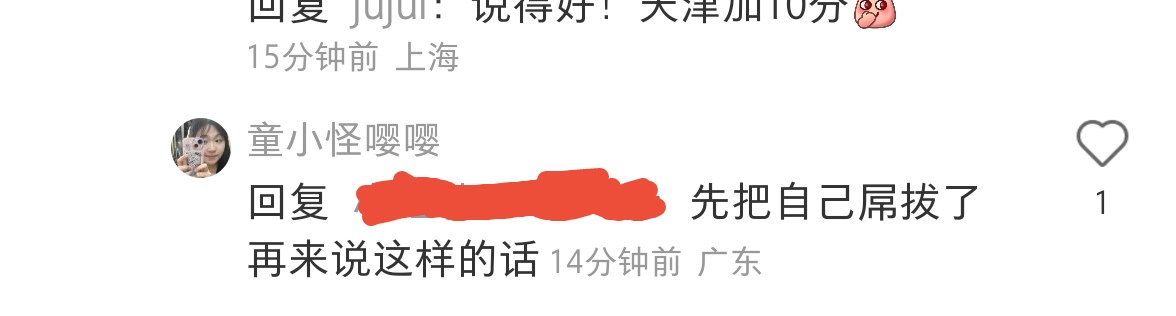 回复 jujul：说得好！天津加10分
15分钟前 上海
童小怪嘤嘤
回复 先把自己屌拔了
1
再来说这样的话 14分钟前 广东